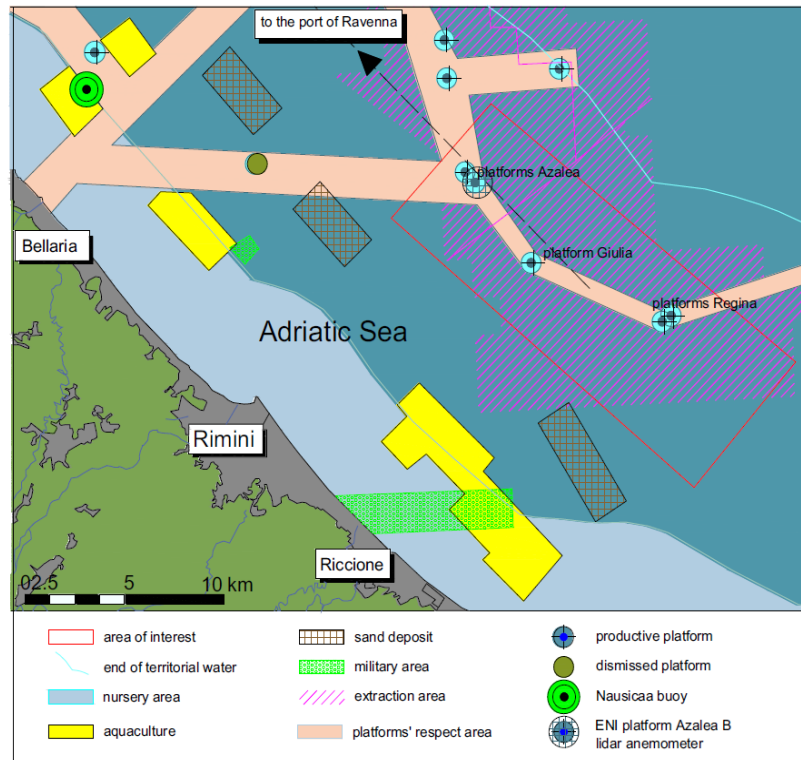 to the port of Ravenna
platforms Azalea
Bellaria
platform Giulia
platforms Regina
Adriatic Sea
Rimini
Riccione
02.5 5 10 km
area of interest
end of territorial water
nursery area
aquaculture
sand deposit
military area
extraction area
platforms' respect area
productive platform
dismissed platform
Nausicaa buoy
ENI platform Azalea B
lidar anemometer